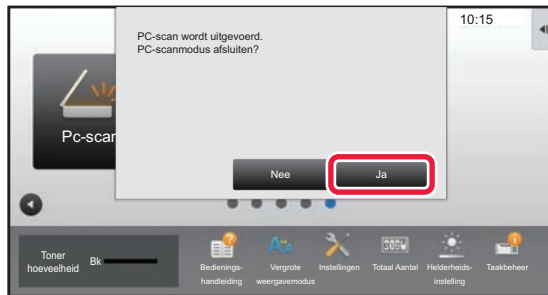 10:15
PC-scan wordt uitgevoerd.
PC-scanmodus afsluiten?
Pc-scan
Nee
Ja
Toner
hoeveelheid
Bk
Bedienings-
handleiding
Vergrote
weergavemodus
Instellingen
Totaal Aantal
Helderheids-
instelling
Taakbeheer